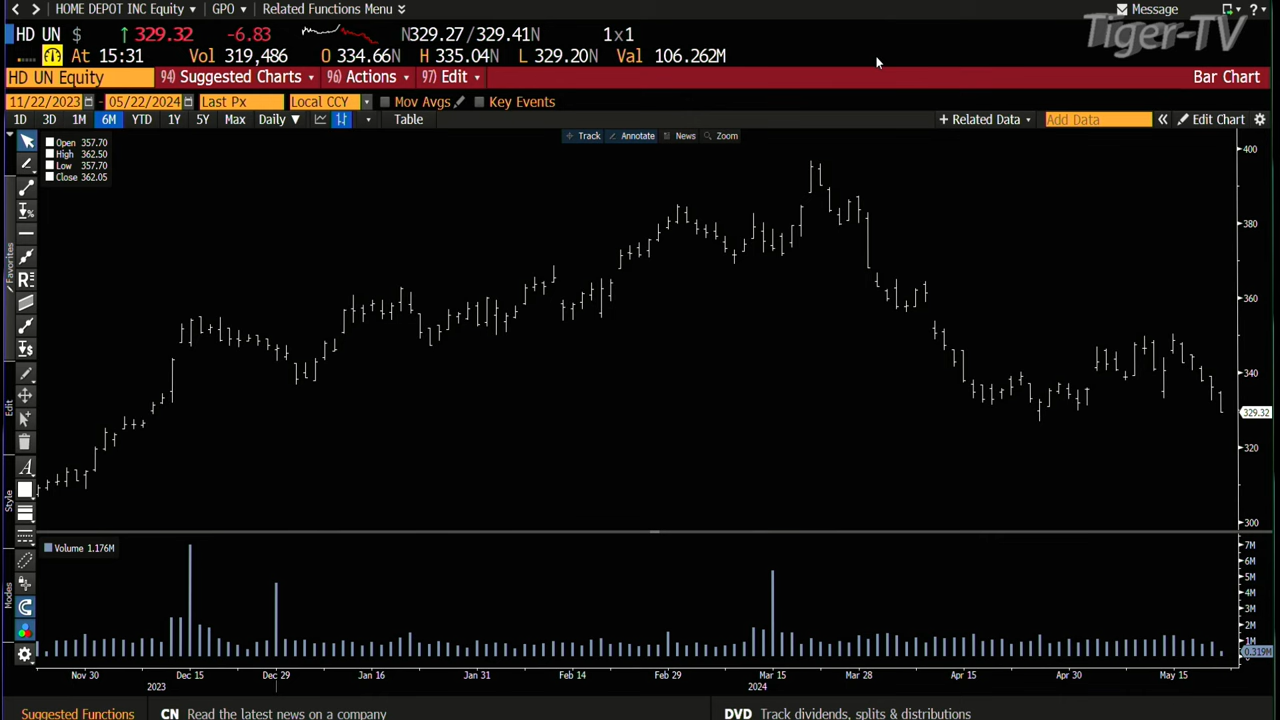 HOME DEPOT INC Equity GPO Related Functions Menu Message ?
HD UN $ 329.32 -6.83 N329.27/329.41N 1x1
At 15:31 Vol 319,486 O 334.66N H 335.04N L 329.20N Val 106.262M
Tiger-TV
HD UN Equity 94) Suggested Charts 96) Actions 97) Edit Bar Chart
11/22/2023 - 05/22/2024 Last Px Local CCY Mov Avgs Key Events
1D 3D 1M 6M YTD 1Y 5Y Max Daily Table + Related Data Add Data Edit Chart
Track Annotate News Zoom
Open 357.70
High 362.50
Low 357.70
Close 362.05
400
380
360
340
329.32
320
300
Favorites
Edit
Style
Modes
Volume 1.176M
7M
6M
5M
4M
3M
2M
1M
0.319M
Nov 30 Dec 15 Dec 29 Jan 16 Jan 31 Feb 14 Feb 29 Mar 15 Mar 28 Apr 15 Apr 30 May 15
2023 2024
Suggested Functions CN Read the latest news on a company DVD Track dividends, splits & distributions